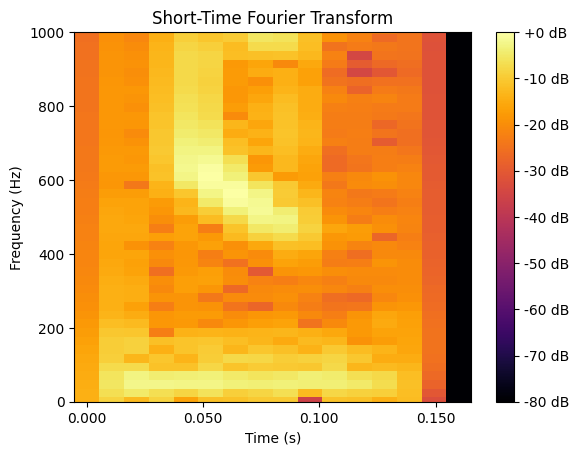 Short-Time Fourier Transform
1000
800
600
400
200
0
Frequency (Hz)
0.000
0.050
0.100
0.150
Time (s)
+0 dB
-10 dB
-20 dB
-30 dB
-40 dB
-50 dB
-60 dB
-70 dB
-80 dB